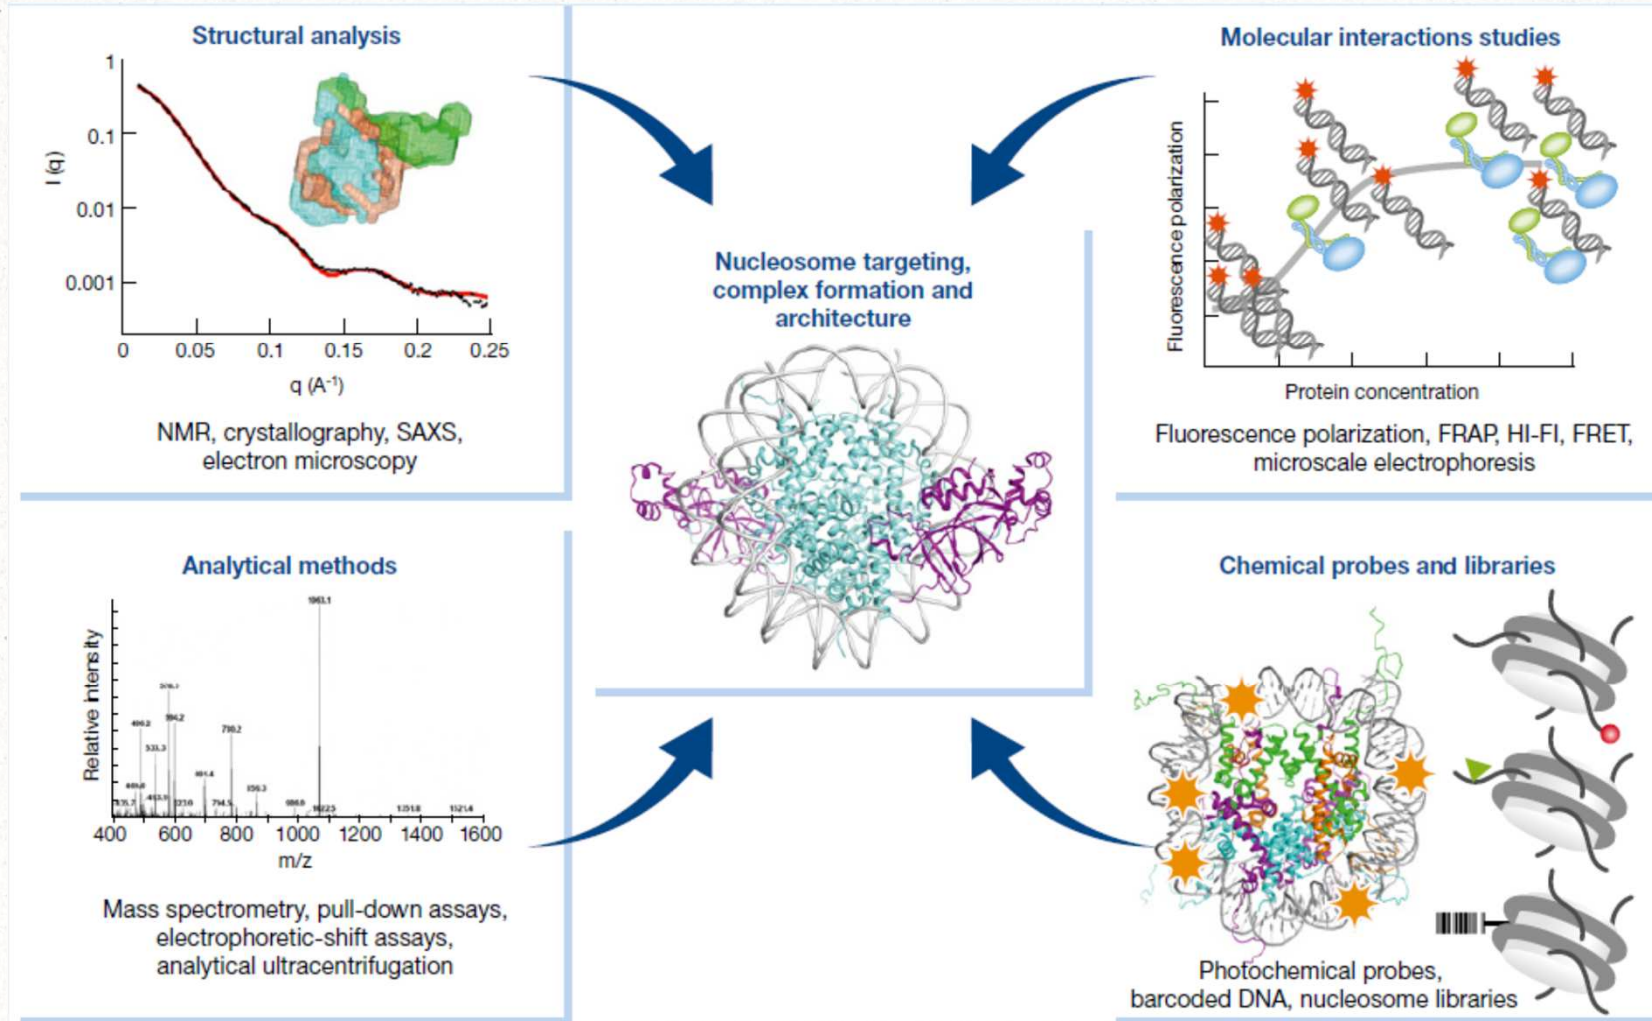 Structural analysis
1
0.1
0.01
0.001
I (q)
0 0.05 0.1 0.15 0.2 0.25
q (A-1)
NMR, crystallography, SAXS,
electron microscopy
Molecular interactions studies
Fluorescence polarization
Protein concentration
Fluorescence polarization, FRAP, HI-FI, FRET,
microscale electrophoresis
Nucleosome targeting,
complex formation and
architecture
Analytical methods
Relative intensity
400 600 800 1000 1200 1400 1600
m/z
Mass spectrometry, pull-down assays,
electrophoretic-shift assays,
analytical ultracentrifugation
Chemical probes and libraries
Photochemical probes,
barcoded DNA, nucleosome libraries